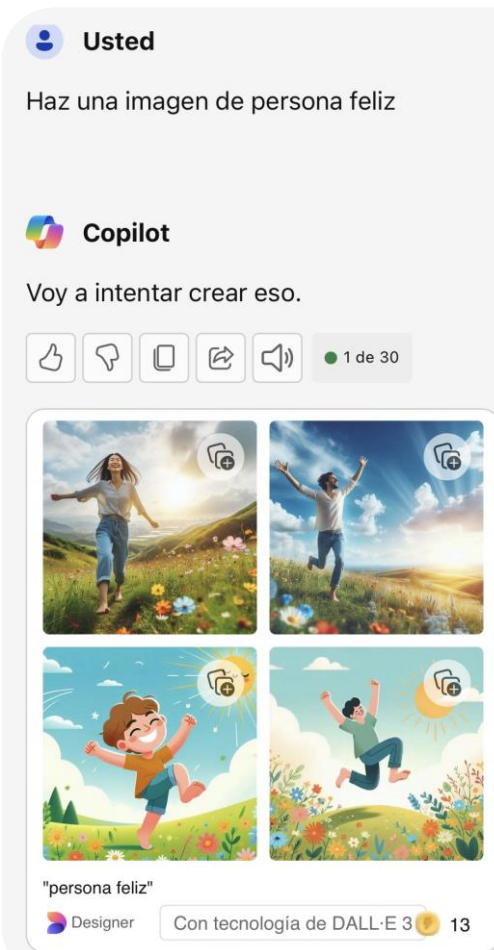 Usted
Haz una imagen de persona feliz
Copilot
Voy a intentar crear eso.
1 de 30
"persona feliz"
Designer
Con tecnología de DALL·E 3
13